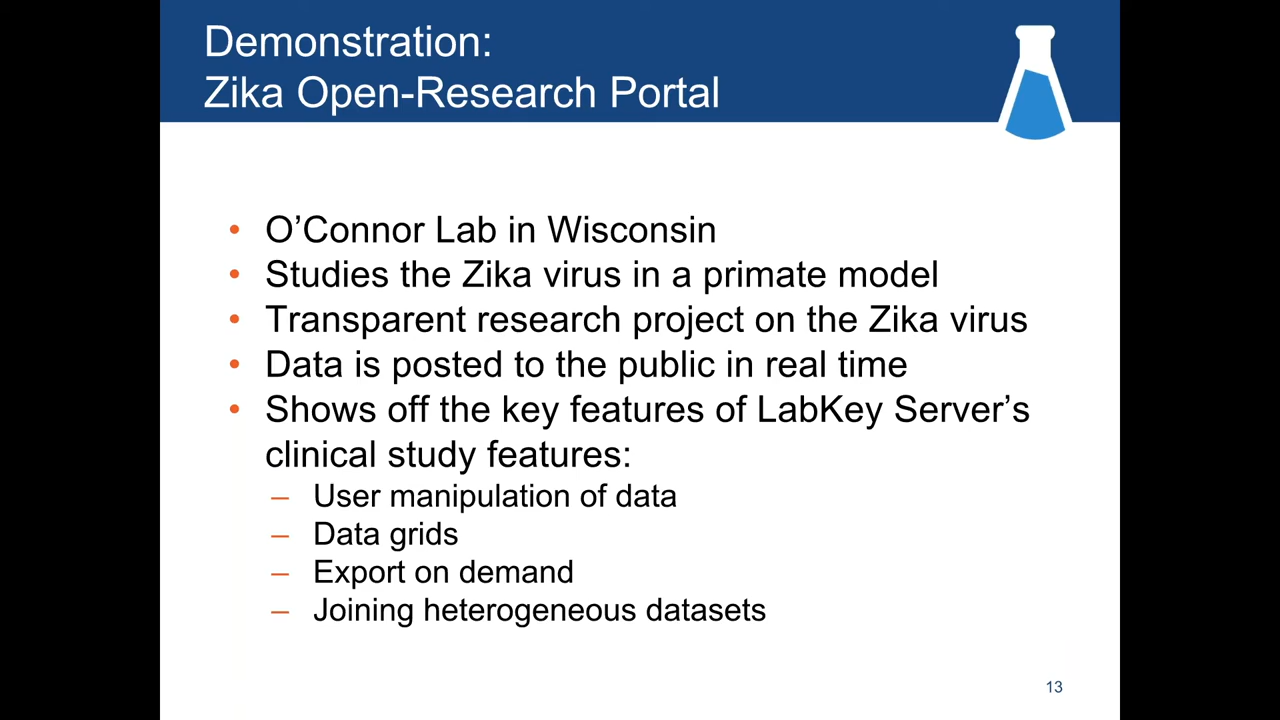 Demonstration:
Zika Open-Research Portal
• O’Connor Lab in Wisconsin
• Studies the Zika virus in a primate model
• Transparent research project on the Zika virus
• Data is posted to the public in real time
• Shows off the key features of LabKey Server’s
clinical study features:
– User manipulation of data
– Data grids
– Export on demand
– Joining heterogeneous datasets
13